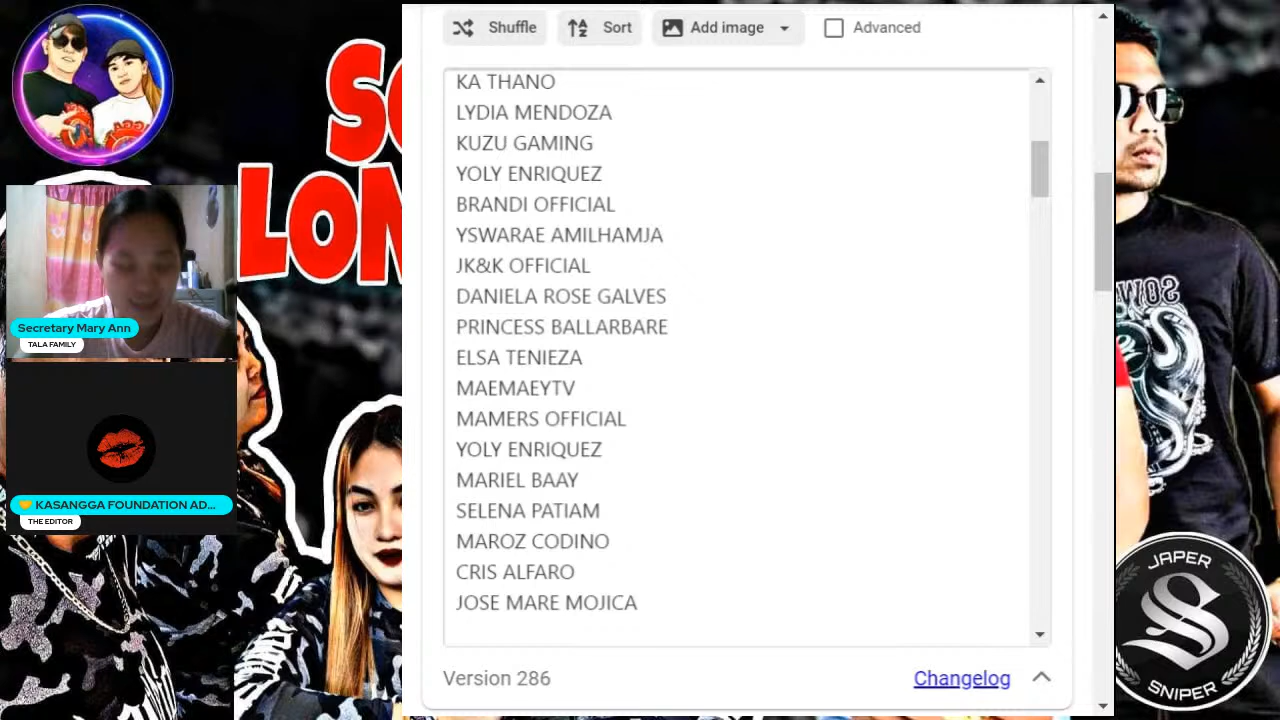 Shuffle
Sort
Add image
Advanced
KA THANO
LYDIA MENDOZA
KUZU GAMING
YOLY ENRIQUEZ
BRANDI OFFICIAL
YSWARAE AMILHAMJA
JK&K OFFICIAL
DANIELA ROSE GALVES
PRINCESS BALLARBARE
ELSA TENIEZA
MAEMAEYTV
MAMERS OFFICIAL
YOLY ENRIQUEZ
MARIEL BAAY
SELENA PATIAM
MAROZ CODINO
CRIS ALFARO
JOSE MARE MOJICA
Version 286
Changelog
Secretary Mary Ann
TALA FAMILY
KASANGGA FOUNDATION AD...
THE EDITOR
JAPER
S
SNIPER